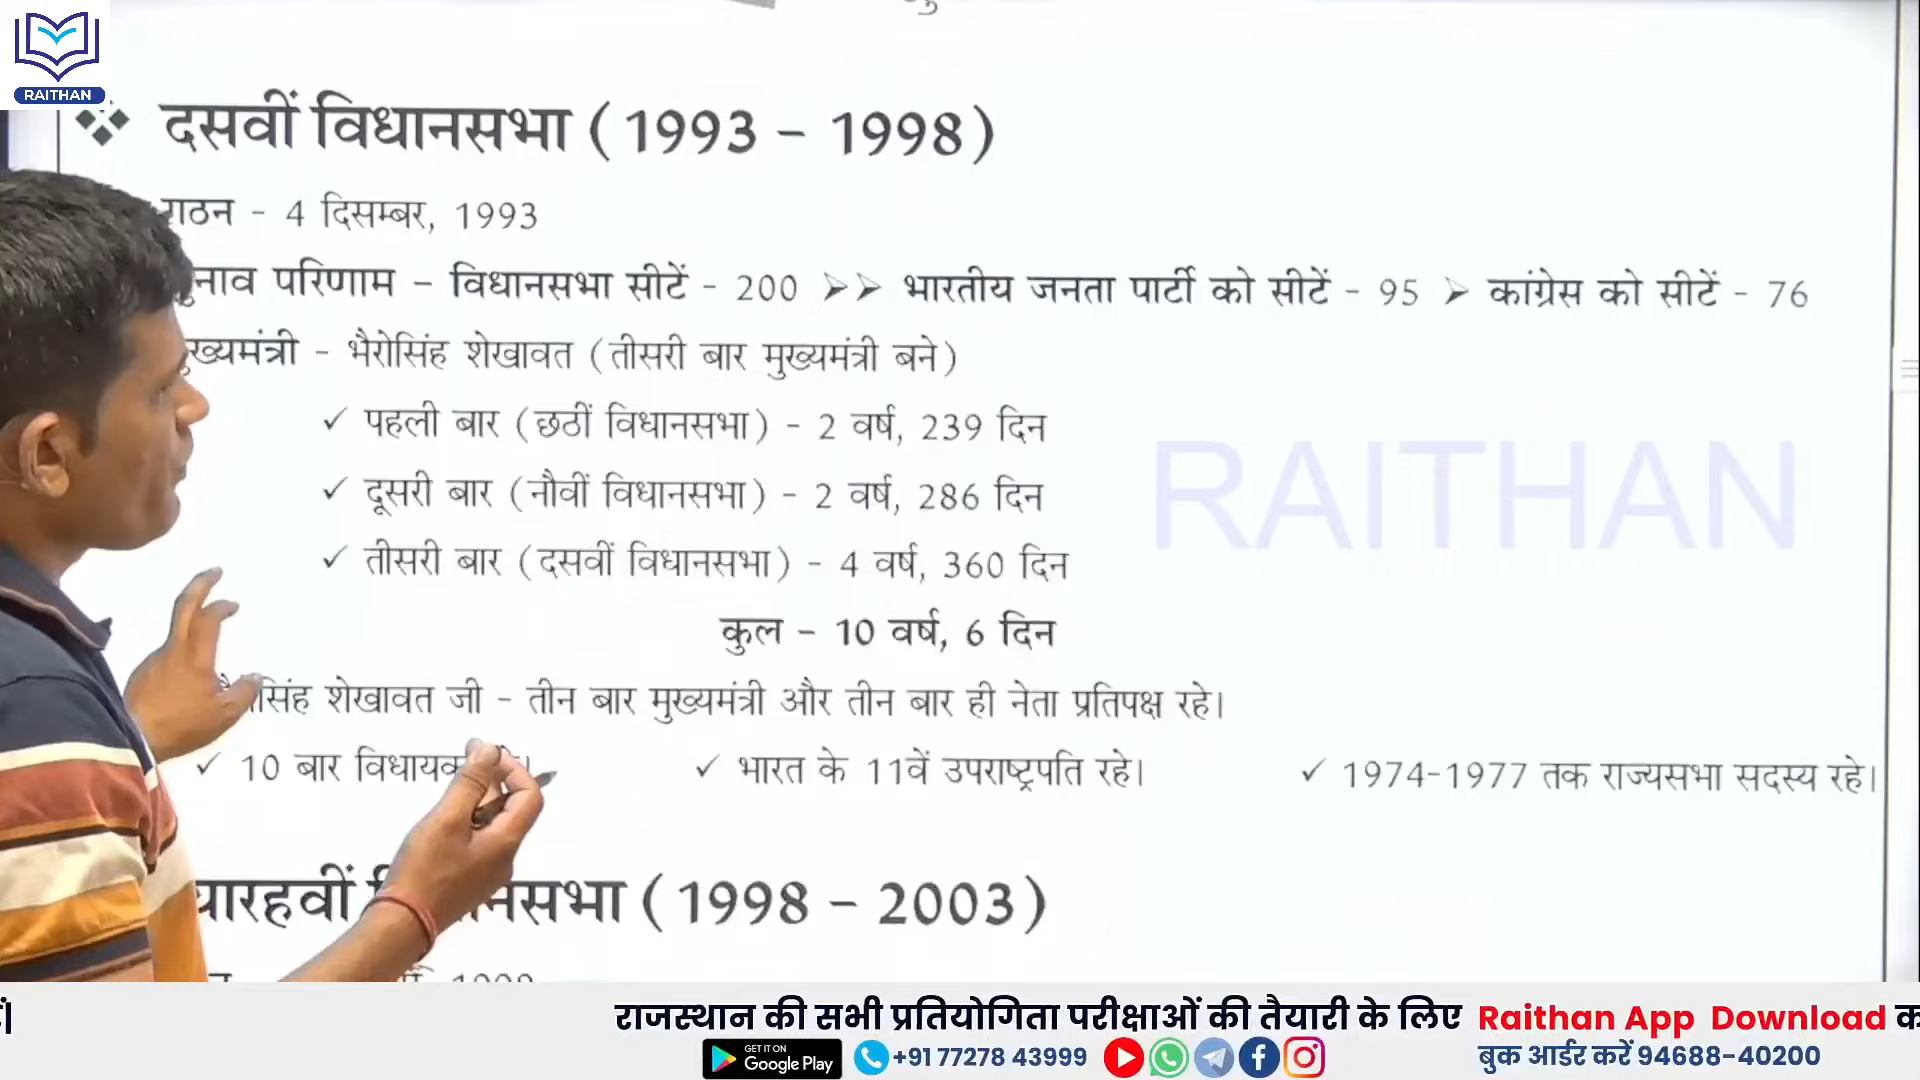 RAITHAN
दसवीं विधानसभा (1993 - 1998)
गठन - 4 दिसम्बर, 1993
नाव परिणाम - विधानसभा सीटें - 200 ➢➢ भारतीय जनता पार्टी को सीटें - 95 ➢ कांग्रेस को सीटें - 76
ख्यमंत्री - भैरोसिंह शेखावत (तीसरी बार मुख्यमंत्री बने)
✓ पहली बार (छठीं विधानसभा) - 2 वर्ष, 239 दिन
✓ दूसरी बार (नौवीं विधानसभा) - 2 वर्ष, 286 दिन
✓ तीसरी बार (दसवीं विधानसभा) - 4 वर्ष, 360 दिन
RAITHAN
कुल - 10 वर्ष, 6 दिन
सिंह शेखावत जी - तीन बार मुख्यमंत्री और तीन बार ही नेता प्रतिपक्ष रहे।
✓ 10 बार विधायक ✓ भारत के 11वें उपराष्ट्रपति रहे। ✓ 1974-1977 तक राज्यसभा सदस्य रहे।
यारहवीं नसभा (1998 - 2003)
राजस्थान की सभी प्रतियोगिता परीक्षाओं की तैयारी के लिए Raithan App Download क
GET IT ON
Google Play
+91 77278 43999
बुक आर्डर करें 94688-40200